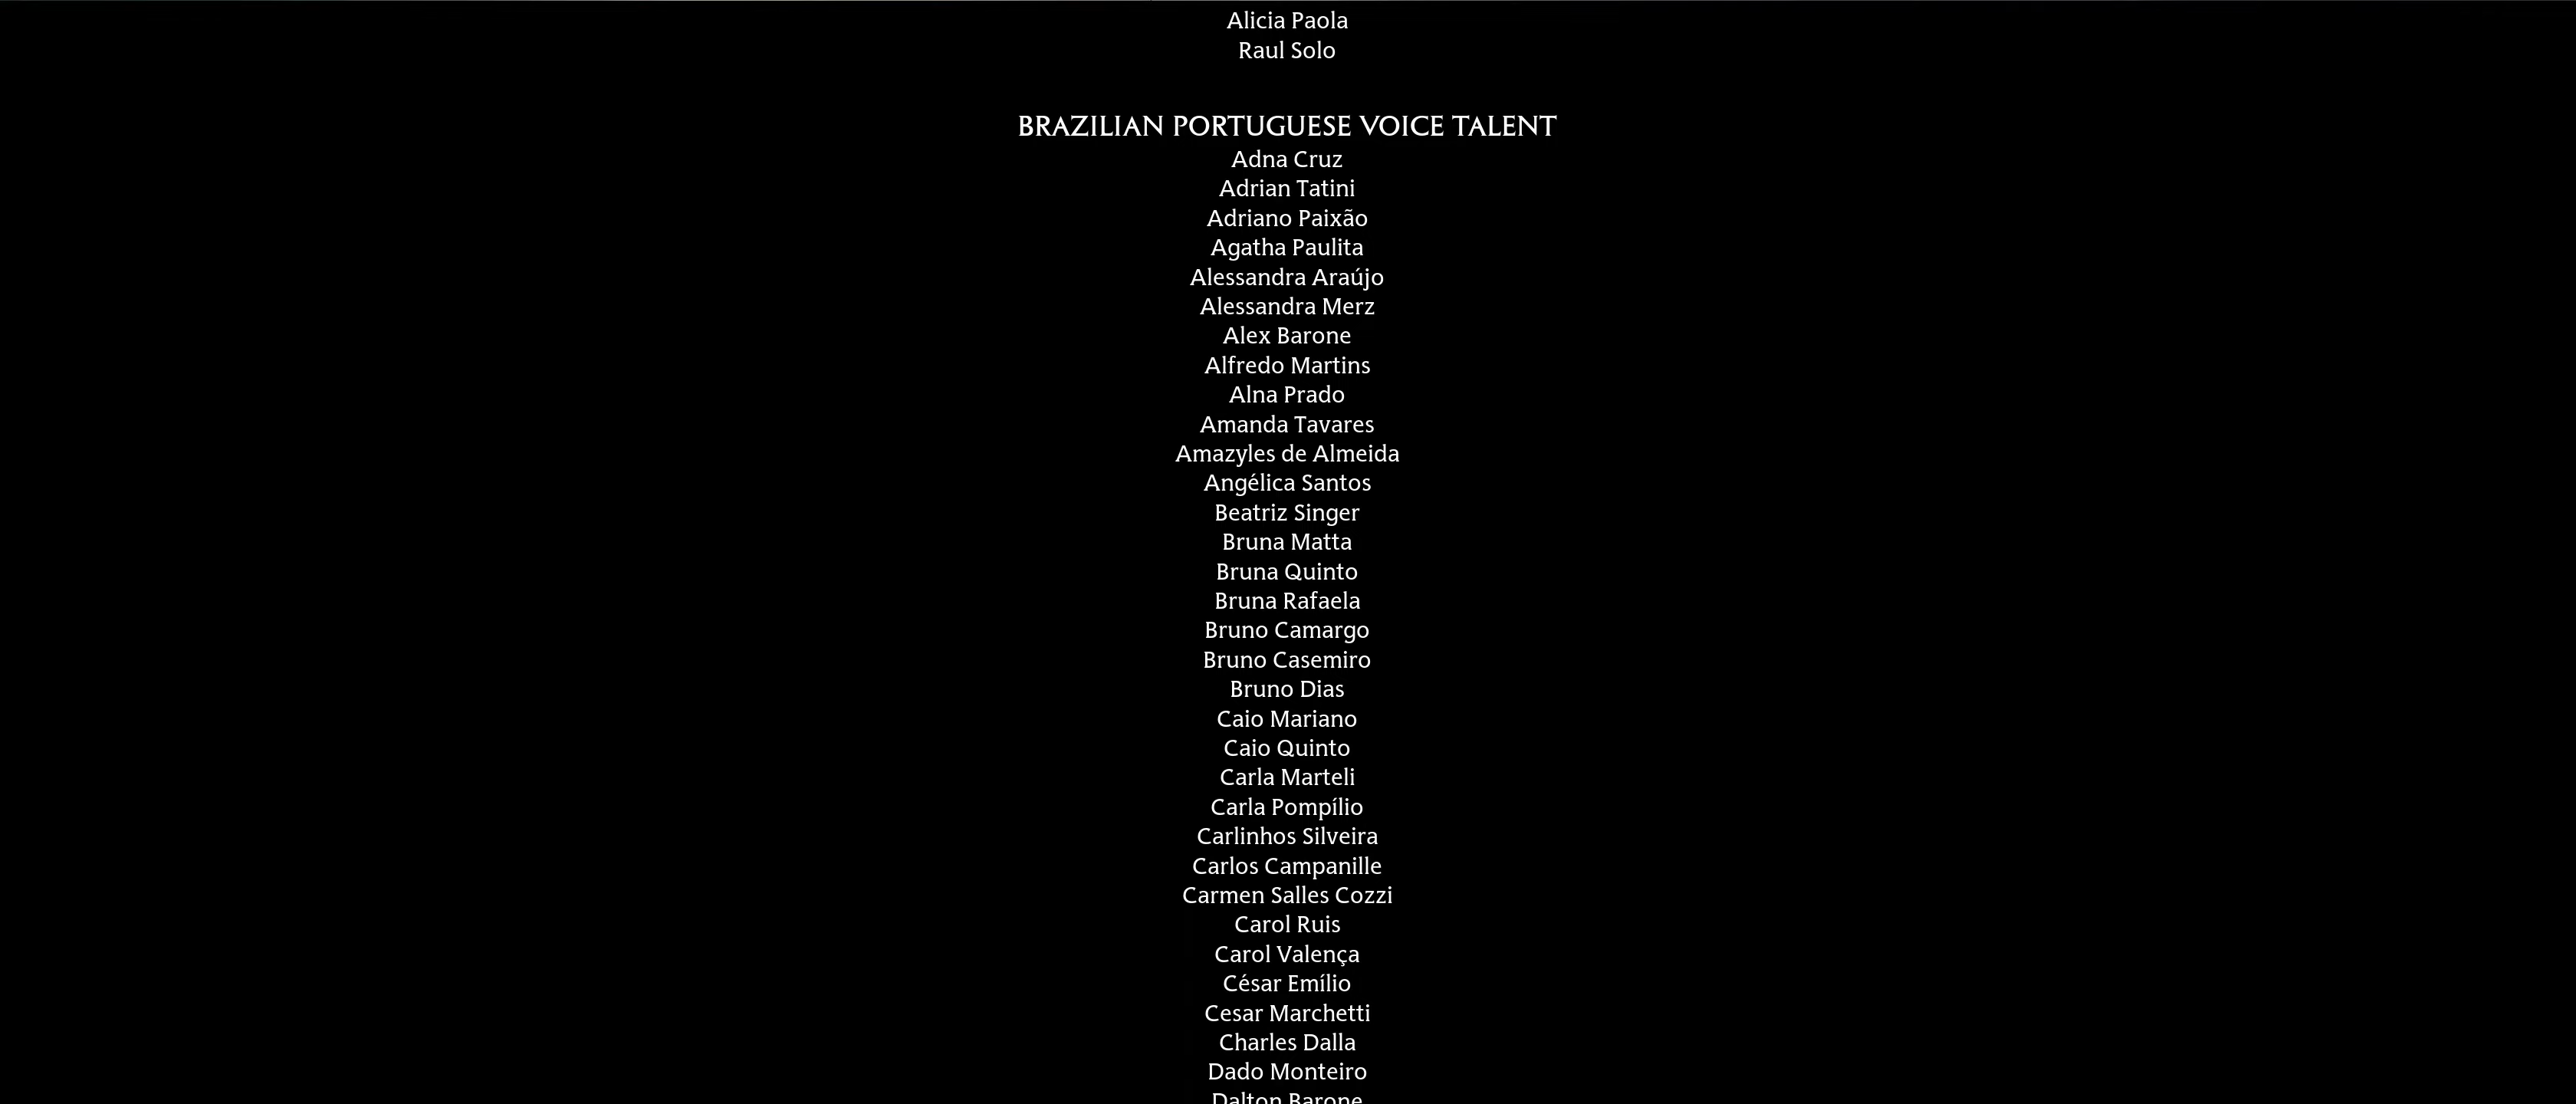 Alicia Paola
Raul Solo
BRAZILIAN PORTUGUESE VOICE TALENT
Adna Cruz
Adrian Tatini
Adriano Paixão
Agatha Paulita
Alessandra Araújo
Alessandra Merz
Alex Barone
Alfredo Martins
Alna Prado
Amanda Tavares
Amazyles de Almeida
Angélica Santos
Beatriz Singer
Bruna Matta
Bruna Quinto
Bruna Rafaela
Bruno Camargo
Bruno Casemiro
Bruno Dias
Caio Mariano
Caio Quinto
Carla Marteli
Carla Pompílio
Carlinhos Silveira
Carlos Campanille
Carmen Salles Cozzi
Carol Ruis
Carol Valença
César Emílio
Cesar Marchetti
Charles Dalla
Dado Monteiro
Dalton Barone